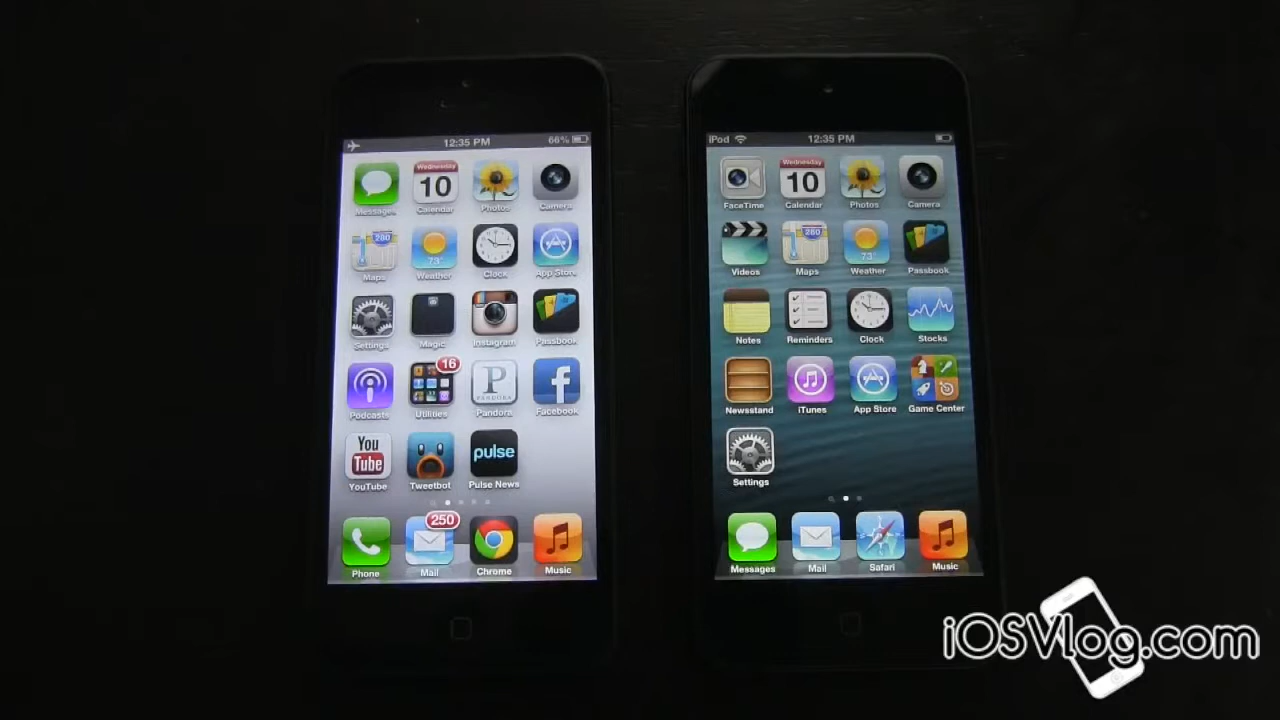 12:35 PM 66%
Wednesday
10
Messages Calendar Photos Camera
280
73°
Maps Weather Clock App Store
Settings Magic Instagram Passbook
16
P
PANDORA
f
Podcasts Utilities Pandora Facebook
You
Tube
pulse
YouTube Tweetbot Pulse News
250
Phone Mail Chrome Music
iPod 12:35 PM
Wednesday
10
FaceTime Calendar Photos Camera
280
73°
Videos Maps Weather Passbook
Notes Reminders Clock Stocks
Newsstand iTunes App Store Game Center
Settings
Messages Mail Safari Music
iOSVlog.com